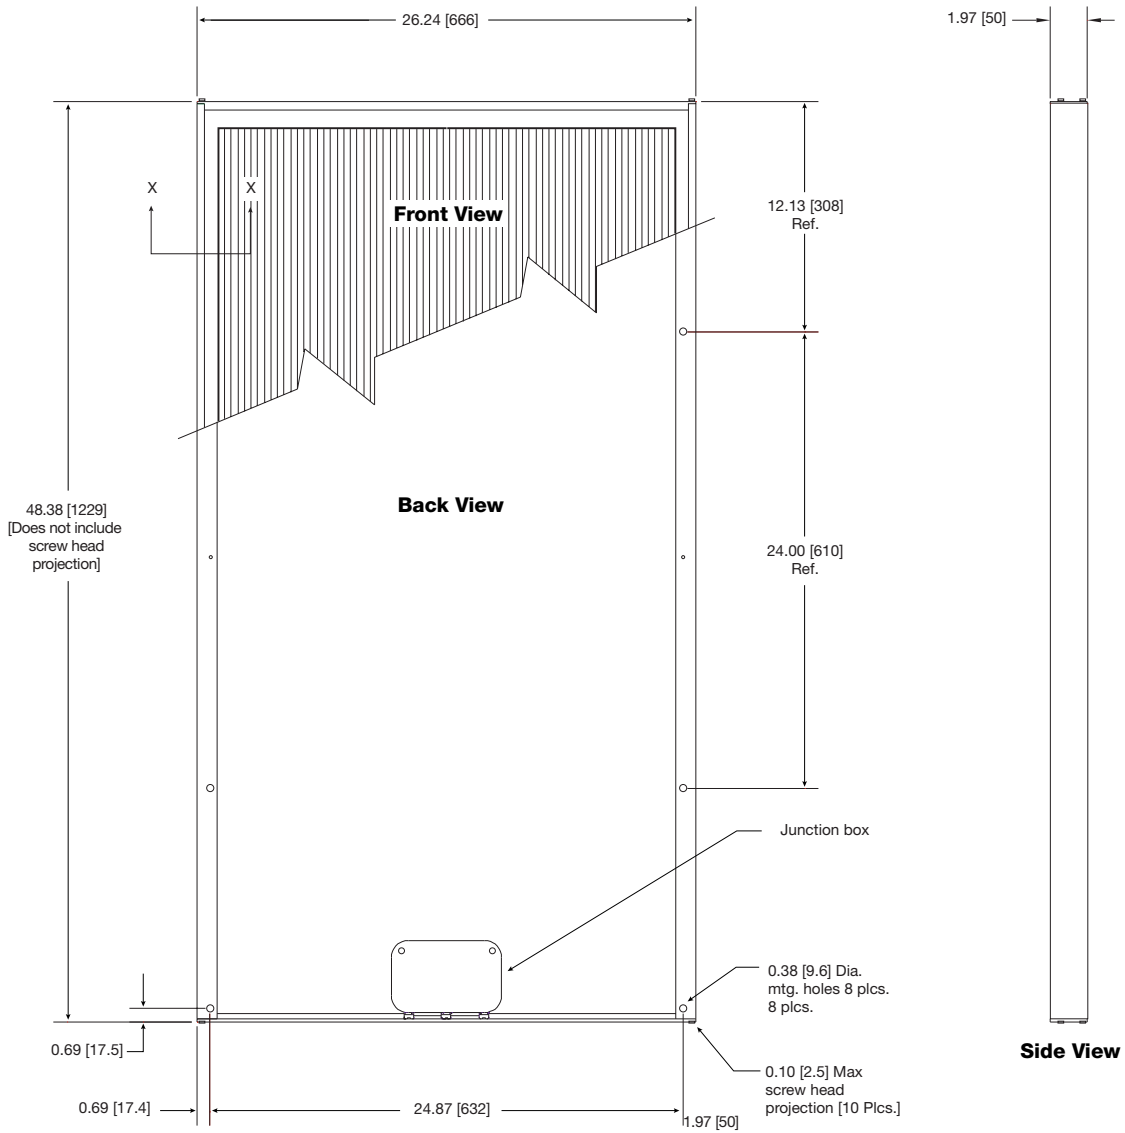 26.24 [666]
1.97 [50]
X
X
Front View
12.13 [308]
Ref.
48.38 [1229]
[Does not include
screw head
projection]
Back View
24.00 [610]
Ref.
Junction box
0.38 [9.6] Dia.
mtg. holes 8 plcs.
8 plcs.
0.69 [17.5]
Side View
0.10 [2.5] Max
screw head
projection [10 Plcs.]
0.69 [17.4]
24.87 [632]
1.97 [50]